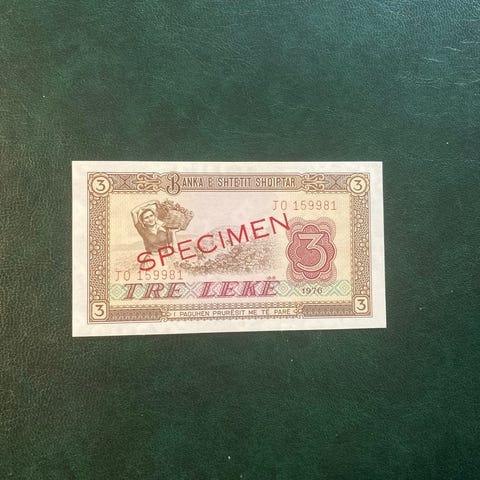 3 BANKA E SHTETIT SHQIPTAR
JO 159981
SPECIMEN
3
JO 159981
TRE LEKË 1976
3 I PAGUHEN PRURËSIT ME TË PARË 3